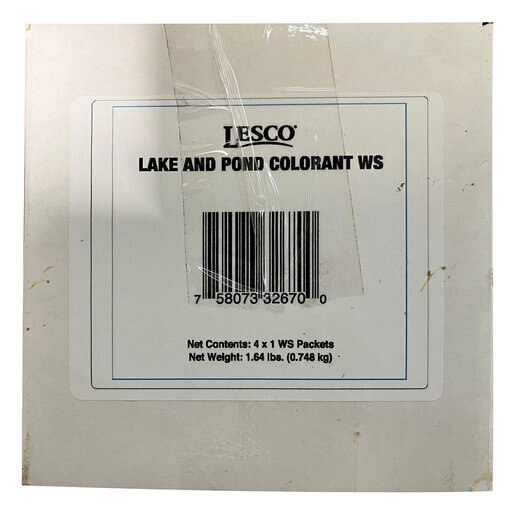 LESCO®
LAKE AND POND COLORANT WS
7 58073 32670 0
Net Contents: 4 x 1 WS Packets
Net Weight: 1.64 lbs. (0.748 kg)